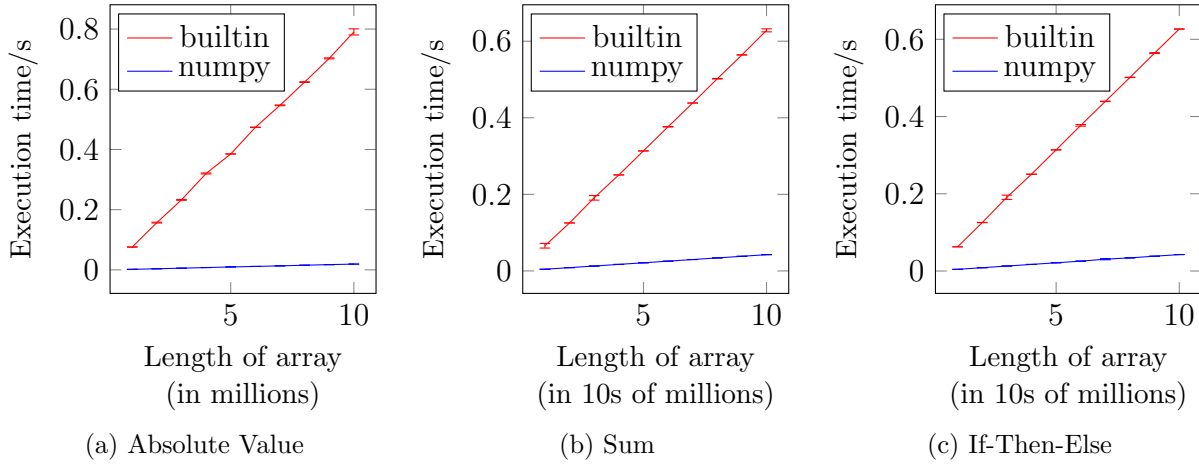 Execution time/s
0.8
0.6
0.4
0.2
0
builtin
numpy
5
10
Length of array
(in millions)
(a) Absolute Value
Execution time/s
0.6
0.4
0.2
0
builtin
numpy
5
10
Length of array
(in 10s of millions)
(b) Sum
Execution time/s
0.6
0.4
0.2
0
builtin
numpy
5
10
Length of array
(in 10s of millions)
(c) If-Then-Else